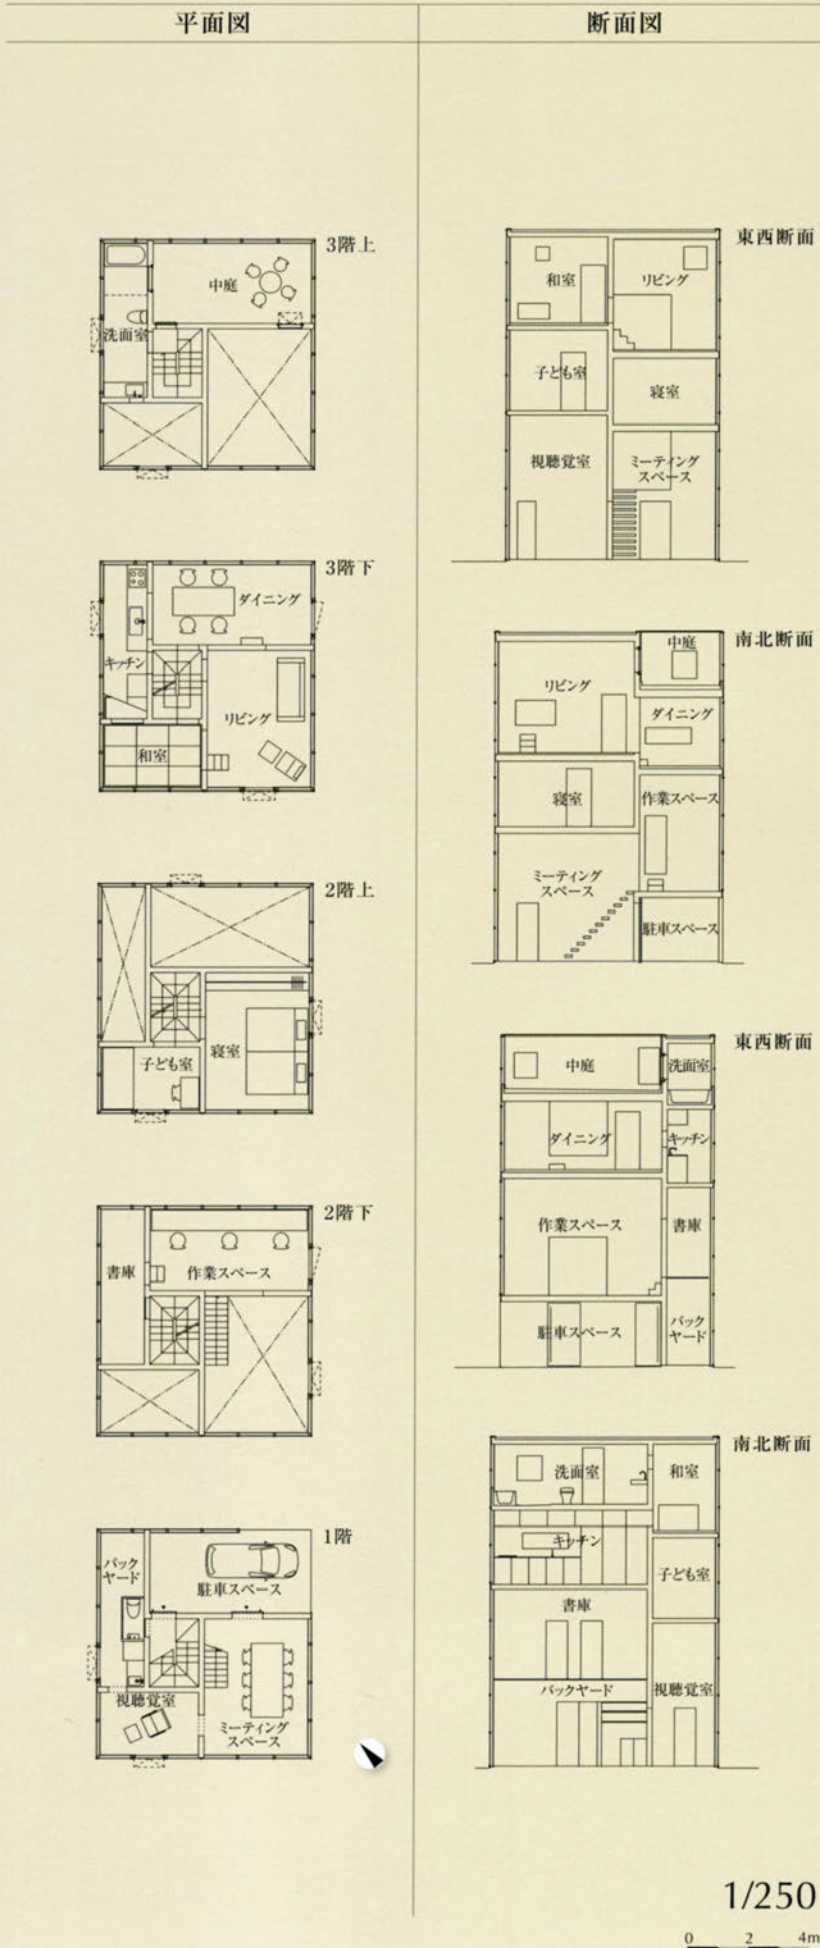 平面図
断面図
3階上
中庭
洗面室
3階下
ダイニング
キッチン
リビング
和室
2階上
子ども室
寝室
2階下
書庫
作業スペース
1階
バック
ヤード
駐車スペース
視聴覚室
ミーティング
スペース
東西断面
和室
リビング
子ども室
寝室
視聴覚室
ミーティング
スペース
南北断面
中庭
リビング
ダイニング
寝室
作業スペース
ミーティング
スペース
駐車スペース
東西断面
中庭
洗面室
ダイニング
キッチン
作業スペース
書庫
駐車スペース
バック
ヤード
南北断面
洗面室
和室
キッチン
子ども室
書庫
バックヤード
視聴覚室
1/250
0 2 4m